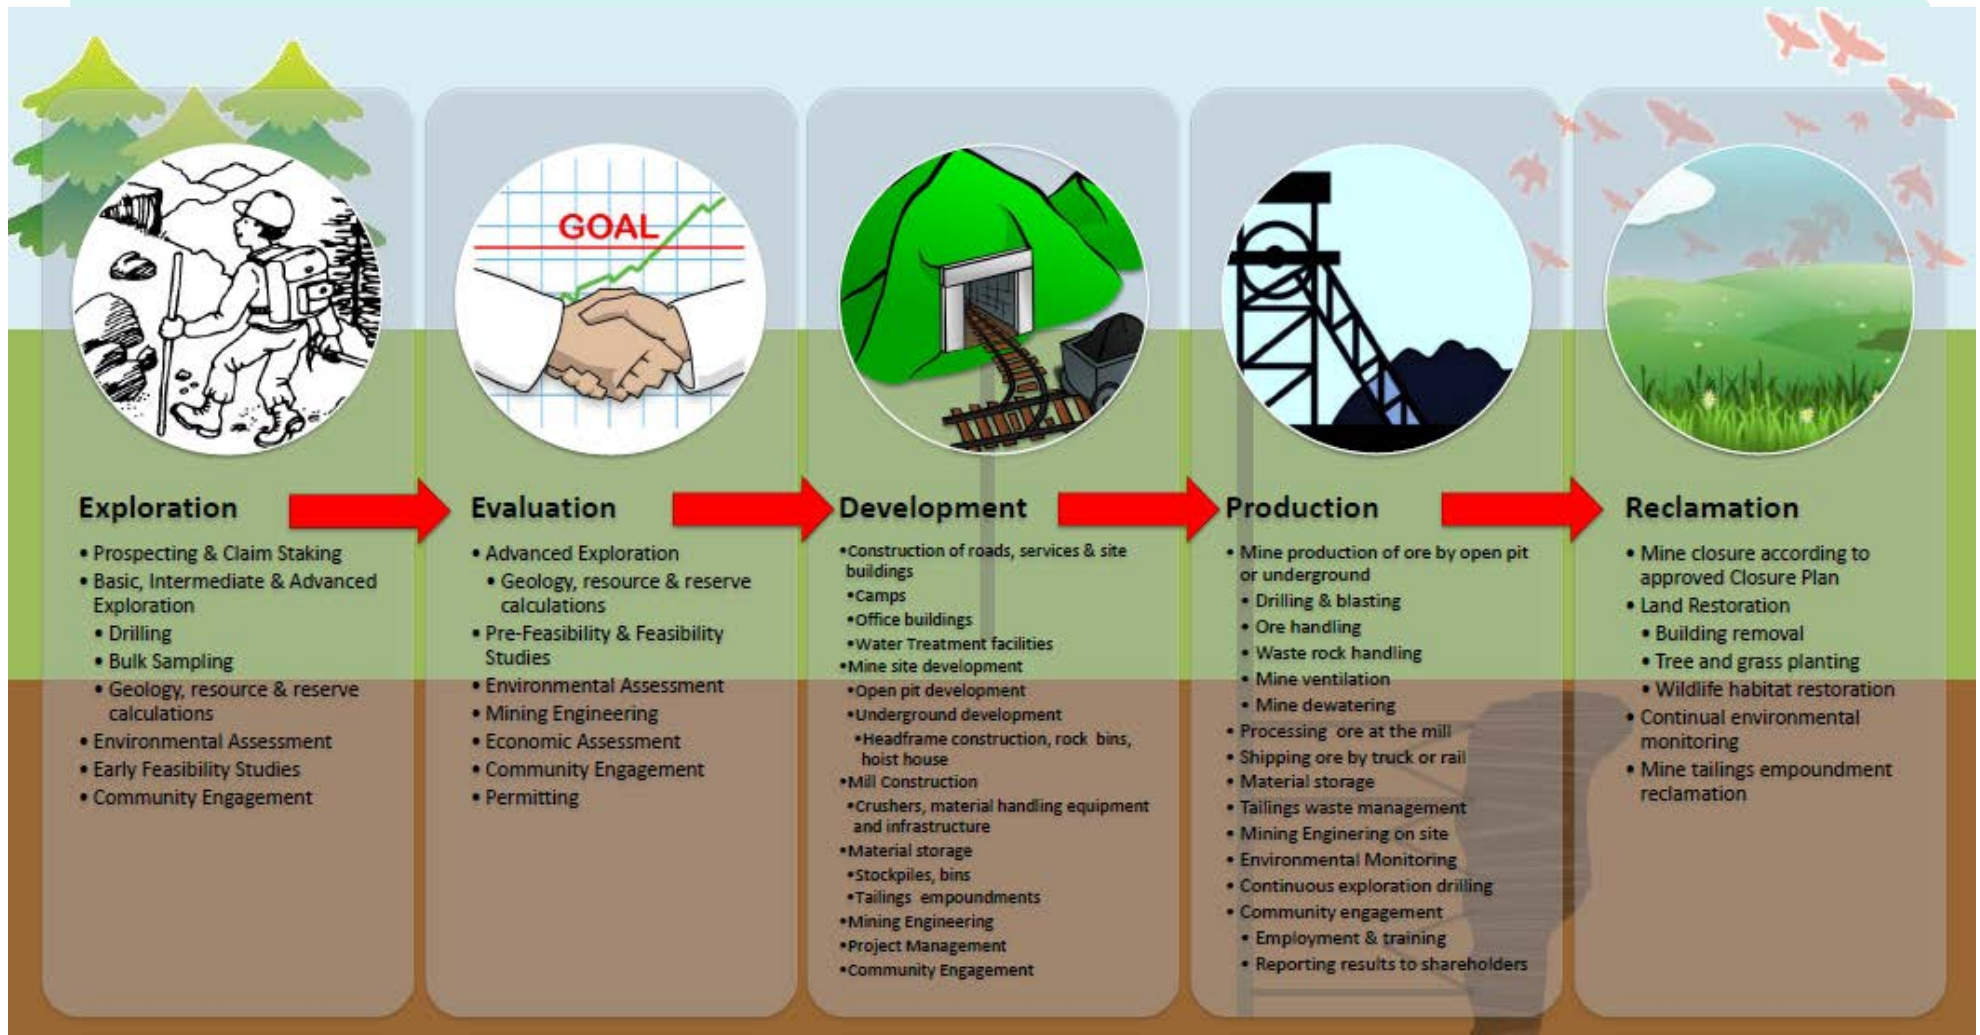 GOAL
Exploration
• Prospecting & Claim Staking
• Basic, Intermediate & Advanced
Exploration
• Drilling
• Bulk Sampling
• Geology, resource & reserve
calculations
• Environmental Assessment
• Early Feasibility Studies
• Community Engagement
Evaluation
• Advanced Exploration
• Geology, resource & reserve
calculations
• Pre-Feasibility & Feasibility
Studies
• Environmental Assessment
• Mining Engineering
• Economic Assessment
• Community Engagement
• Permitting
Development
•Construction of roads, services & site
buildings
•Camps
•Office buildings
•Water Treatment facilities
•Mine site development
•Open pit development
•Underground development
•Headframe construction, rock bins,
hoist house
•Mill Construction
•Crushers, material handling equipment
and infrastructure
•Material storage
•Stockpiles, bins
•Tailings empoundments
•Mining Engineering
•Project Management
•Community Engagement
Production
• Mine production of ore by open pit
or underground
• Drilling & blasting
• Ore handling
• Waste rock handling
• Mine ventilation
• Mine dewatering
• Processing ore at the mill
• Shipping ore by truck or rail
• Material storage
• Tailings waste management
• Mining Enginering on site
• Environmental Monitoring
• Continuous exploration drilling
• Community engagement
• Employment & training
• Reporting results to shareholders
Reclamation
• Mine closure according to
approved Closure Plan
• Land Restoration
• Building removal
• Tree and grass planting
• Wildlife habitat restoration
• Continual environmental
monitoring
• Mine tailings empoundment
reclamation